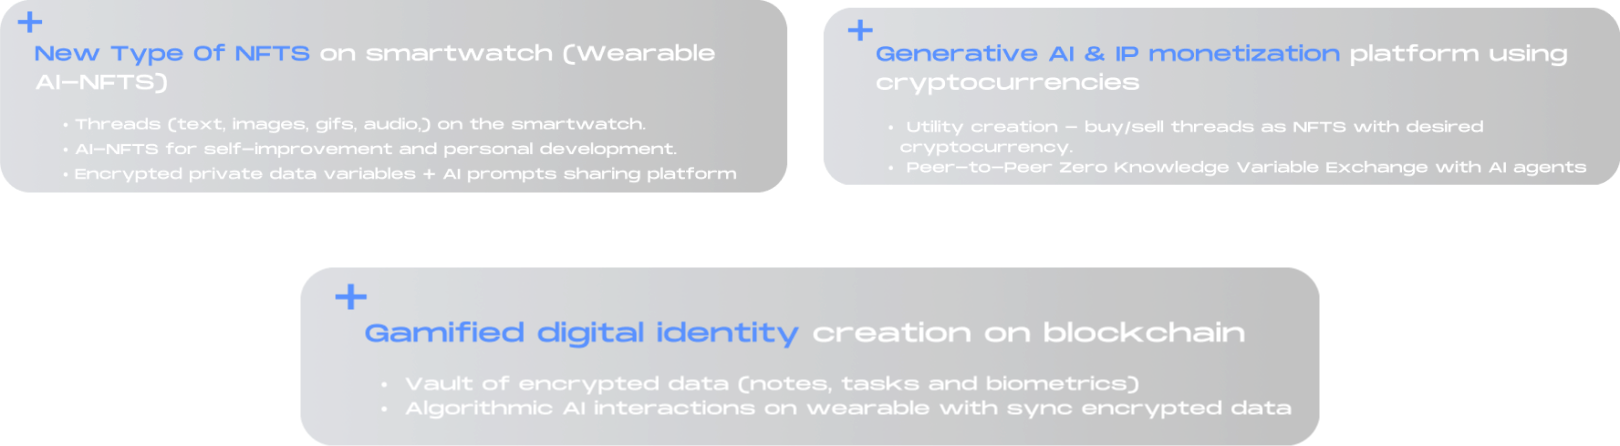 New Type Of NFTS on smartwatch (Wearable
AI-NFTS)
• Threads (text, images, gifs, audio,) on the smartwatch.
• AI-NFTS for self-improvement and personal development.
• Encrypted private data variables + AI prompts sharing platform
Generative AI & IP monetization platform using
cryptocurrencies
• Utility creation - buy/sell threads as NFTS with desired
cryptocurrency.
• Peer-to-Peer Zero Knowledge Variable Exchange with AI agents
Gamified digital identity creation on blockchain
• Vault of encrypted data (notes, tasks and biometrics)
• Algorithmic AI interactions on wearable with sync encrypted data